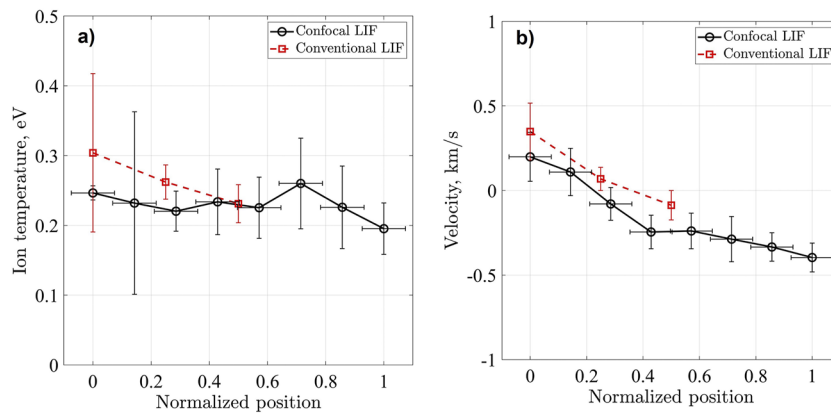 a)
Confocal LIF
Conventional LIF
Ion temperature, eV
0.5
0.4
0.3
0.2
0.1
0
0 0.2 0.4 0.6 0.8 1
Normalized position
b)
Confocal LIF
Conventional LIF
Velocity, km/s
1
0.5
0
-0.5
-1
0 0.2 0.4 0.6 0.8 1
Normalized position